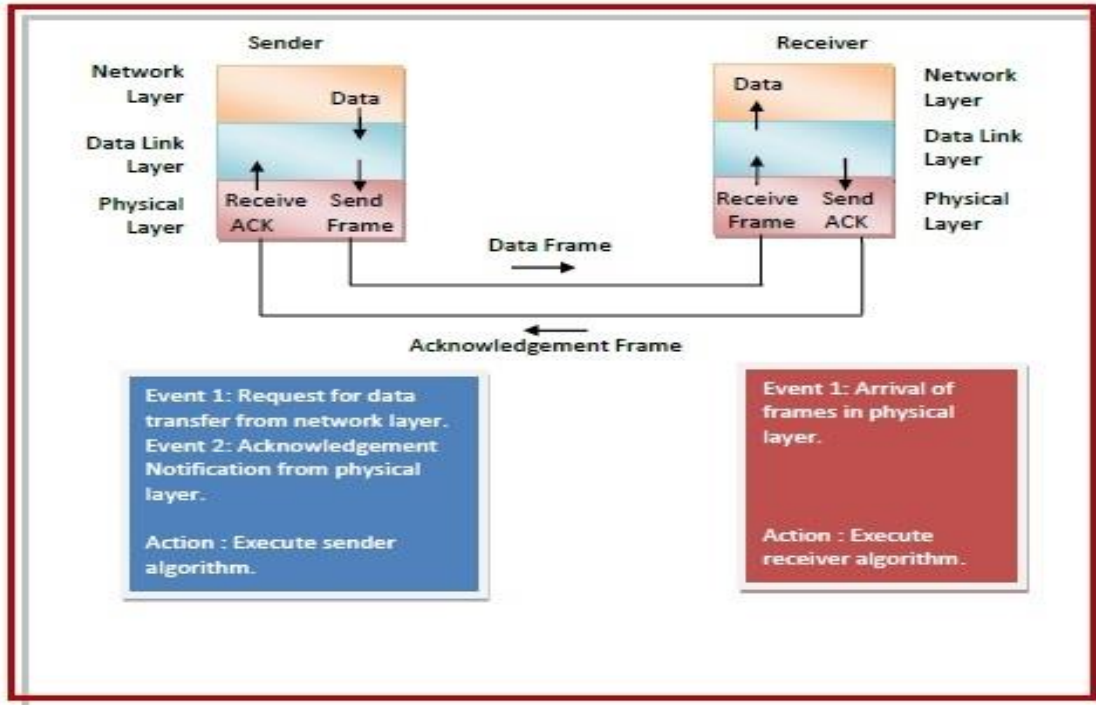 Sender
Receiver
Network
Layer
Data
Data
Network
Layer
Data Link
Layer
Data Link
Layer
Physical
Layer
Receive
ACK
Send
Frame
Receive
Frame
Send
ACK
Physical
Layer
Data Frame
Acknowledgement Frame
Event 1: Request for data
transfer from network layer.
Event 2: Acknowledgement
Notification from physical
layer.
Action : Execute sender
algorithm.
Event 1: Arrival of
frames in physical
layer.
Action : Execute
receiver algorithm.